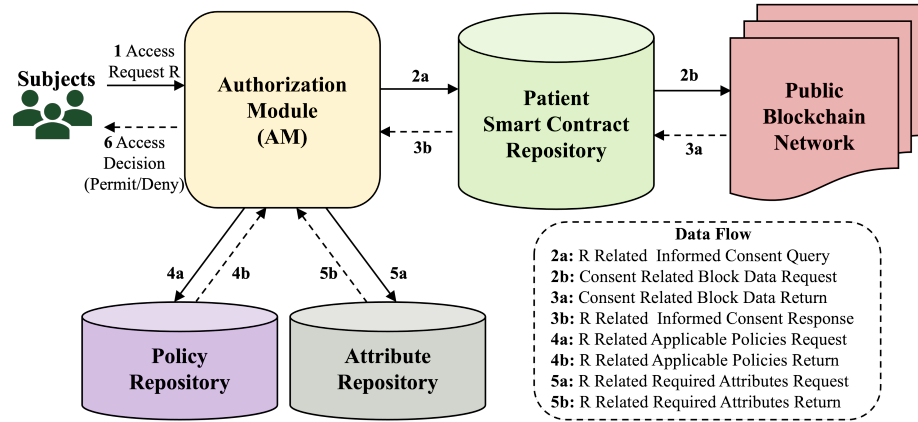 Subjects
1 Access
Request R
6 Access
Decision
(Permit/Deny)
Authorization
Module
(AM)
2a
3b
Patient
Smart Contract
Repository
2b
3a
Public
Blockchain
Network
4a
4b
5b
5a
Policy
Repository
Attribute
Repository
Data Flow
2a: R Related Informed Consent Query
2b: Consent Related Block Data Request
3a: Consent Related Block Data Return
3b: R Related Informed Consent Response
4a: R Related Applicable Policies Request
4b: R Related Applicable Policies Return
5a: R Related Required Attributes Request
5b: R Related Required Attributes Return